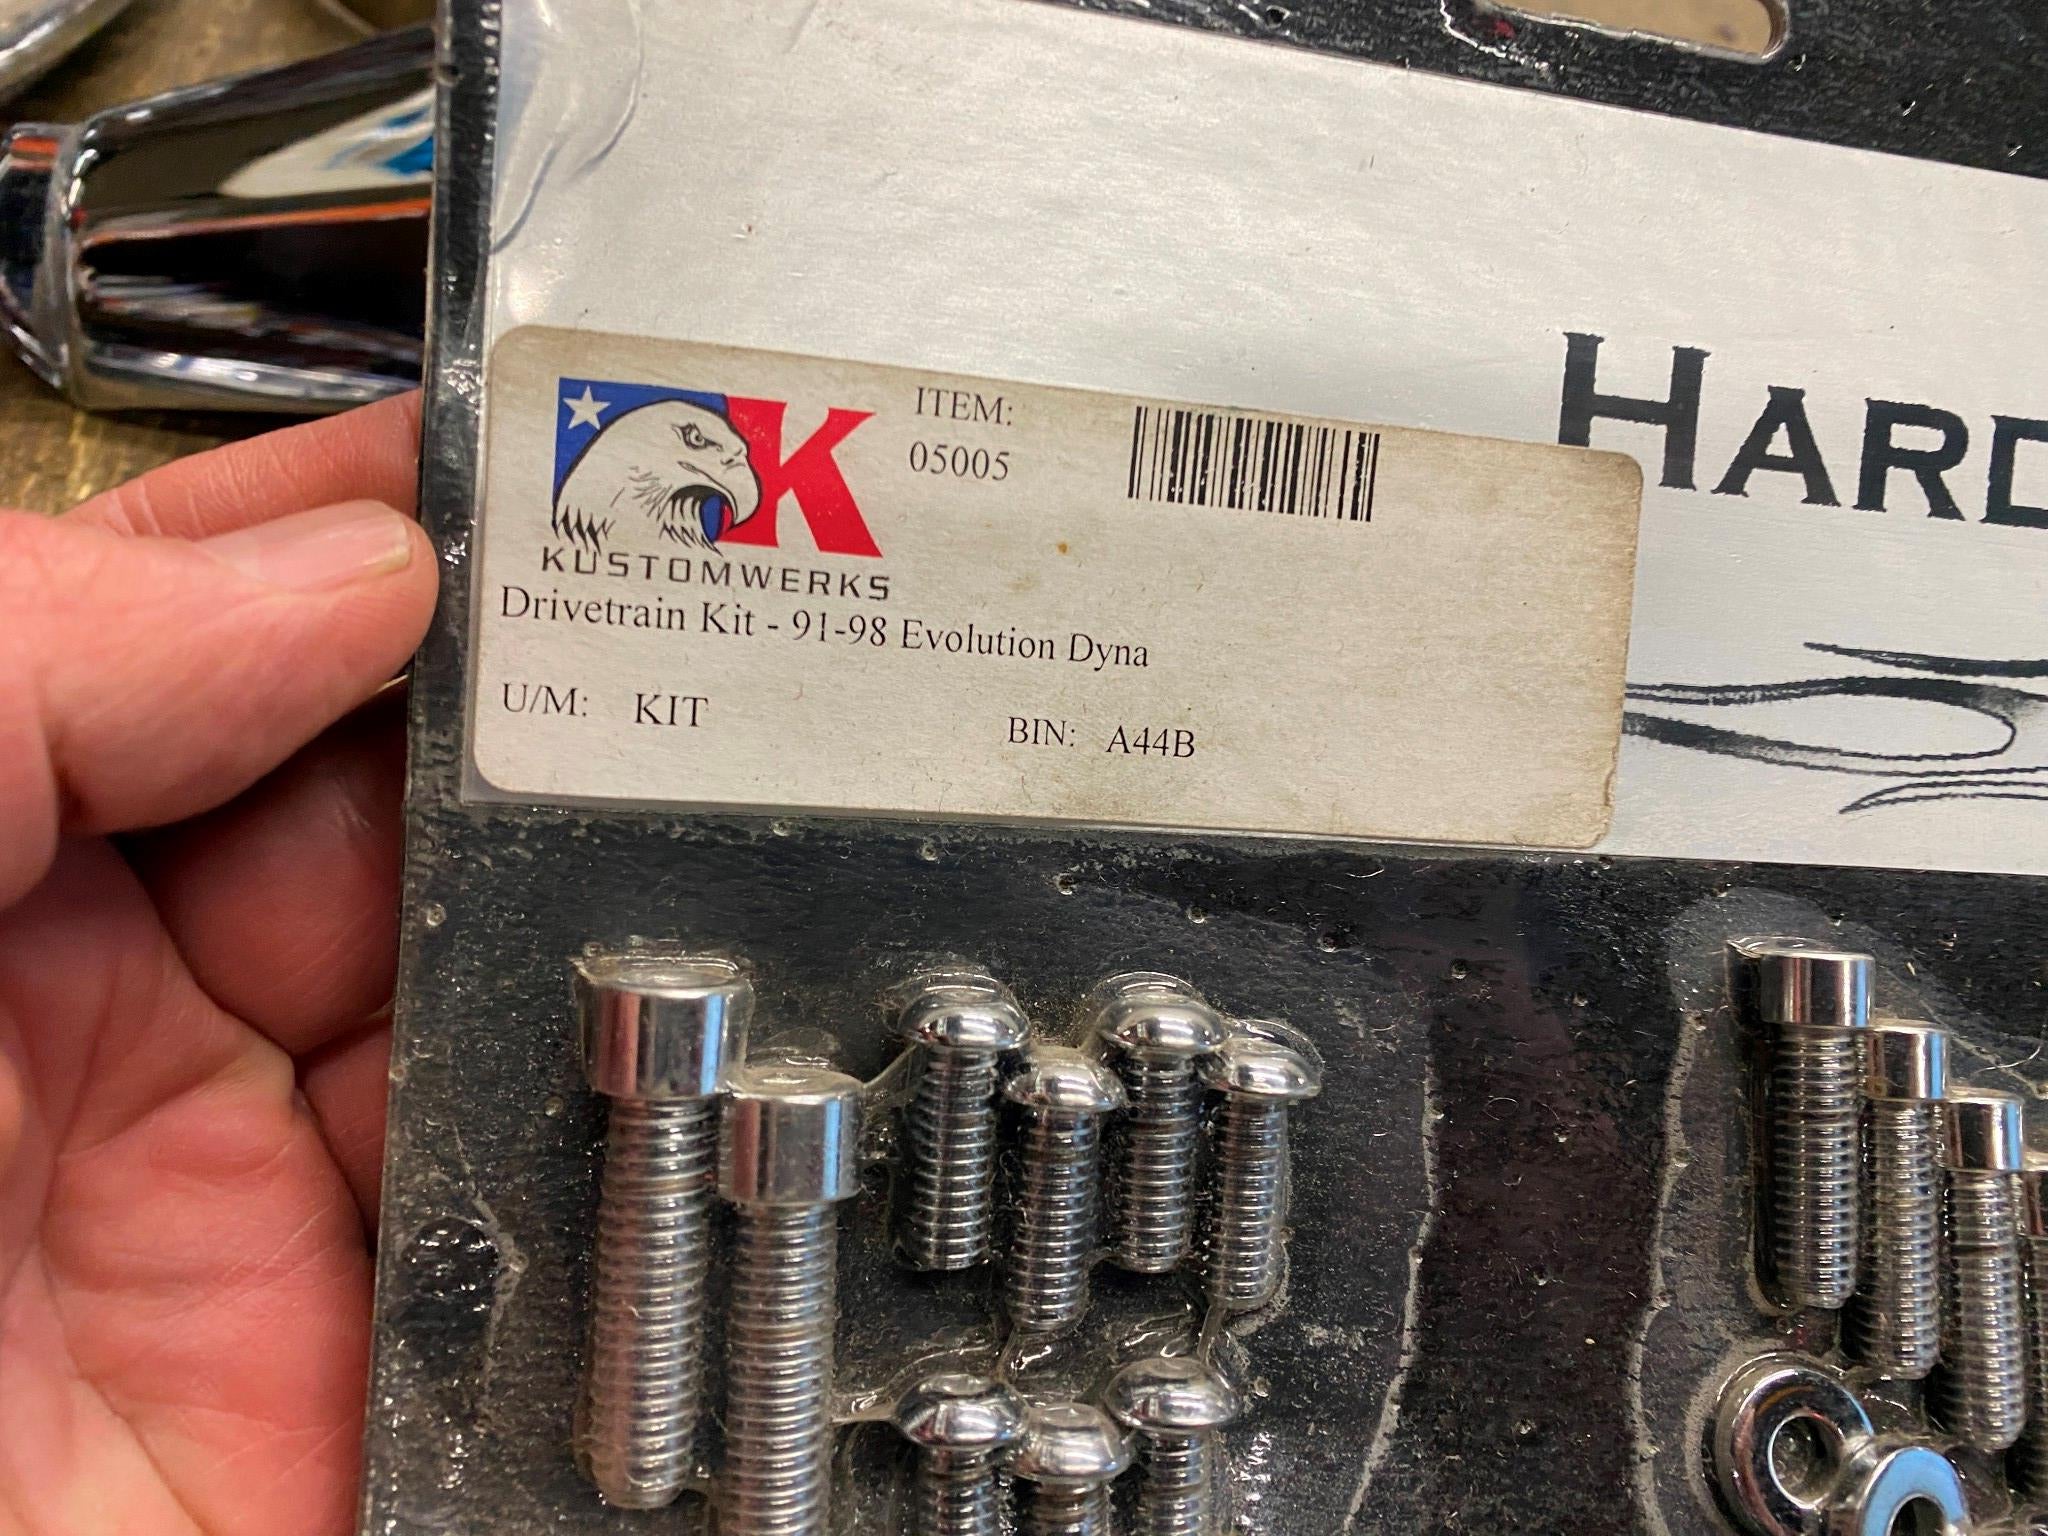 HARD
K
KUSTOMWERKS
ITEM:
05005
Drivetrain Kit - 91-98 Evolution Dyna
U/M: KIT
BIN: A44B